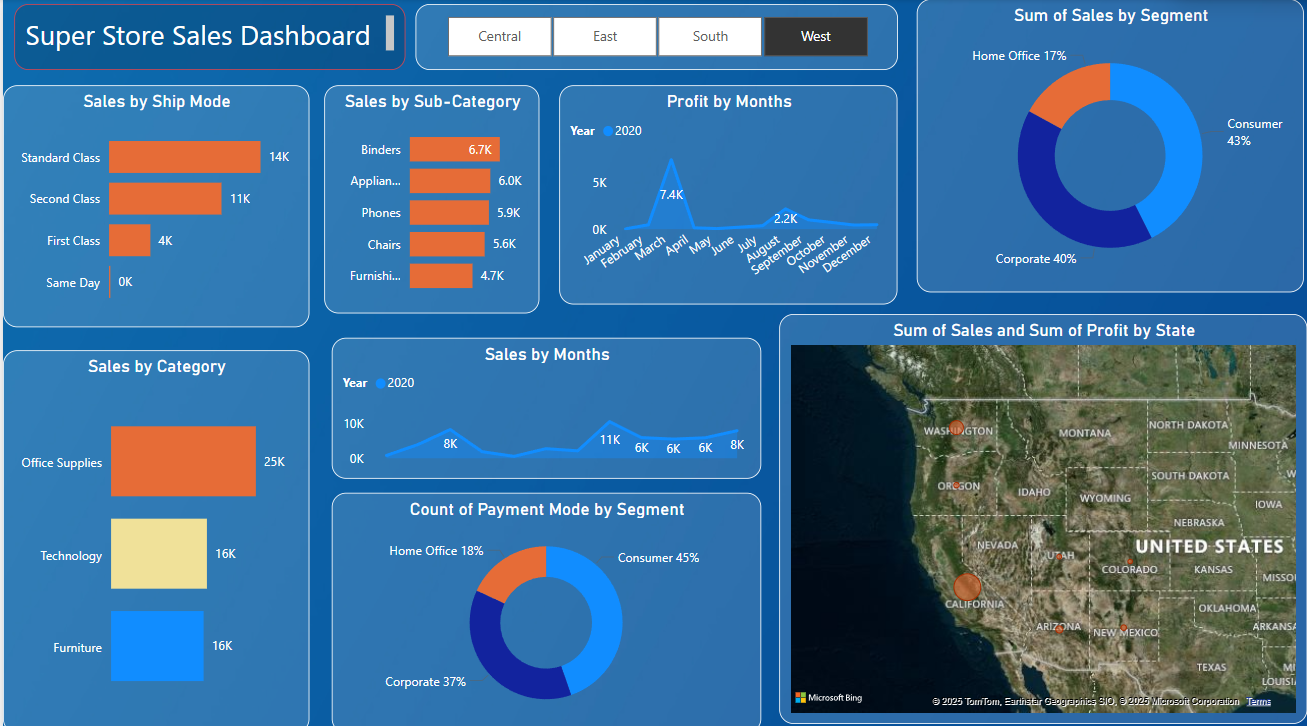 Super Store Sales Dashboard
Central
East
South
West
Sum of Sales by Segment
Home Office 17%
Consumer
43%
Corporate 40%
Sales by Ship Mode
Standard Class
14K
Second Class
11K
First Class
4K
Same Day
0K
Sales by Sub-Category
Binders
6.7K
Applian...
6.0K
Phones
5.9K
Chairs
5.6K
Furnishi...
4.7K
Profit by Months
Year 2020
5K
0K
7.4K
2.2K
January
February
March
April
May
June
July
August
September
October
November
December
Sales by Category
Office Supplies
25K
Technology
16K
Furniture
16K
Sales by Months
Year 2020
10K
0K
8K
11K
6K
6K
6K
8K
Count of Payment Mode by Segment
Home Office 18%
Consumer 45%
Corporate 37%
Sum of Sales and Sum of Profit by State
WASHINGTON
MONTANA
NORTH DAKOTA
MINNESOTA
OREGON
IDAHO
SOUTH DAKOTA
WYOMING
IOWA
NEBRASKA
NEVADA
UTAH
UNITED STATES
COLORADO
KANSAS
MISSOU
CALIFORNIA
OKLAHOMA
ARIZONA
NEW MEXICO
ARKANSA
TEXAS
MI
LOUISIA
Microsoft Bing
© 2025 TomTom, Earthstar Geographics SIO, © 2025 Microsoft Corporation Terms